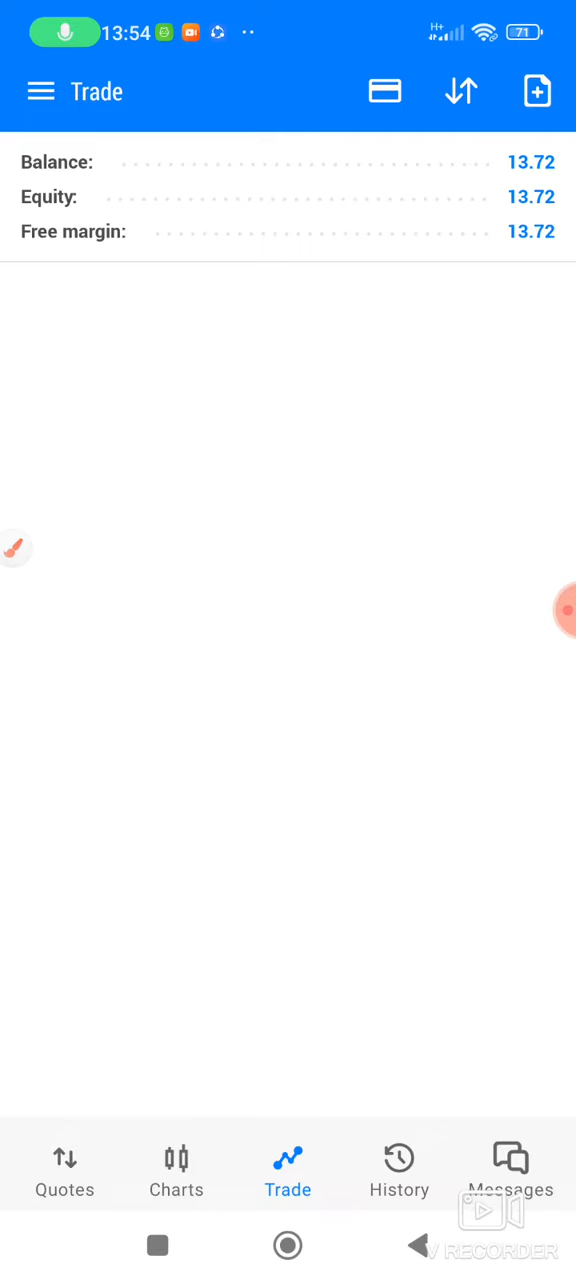 13:54 H+ 71
Trade
Balance: 13.72
Equity: 13.72
Free margin: 13.72
Quotes Charts Trade History Messages
V RECORDER